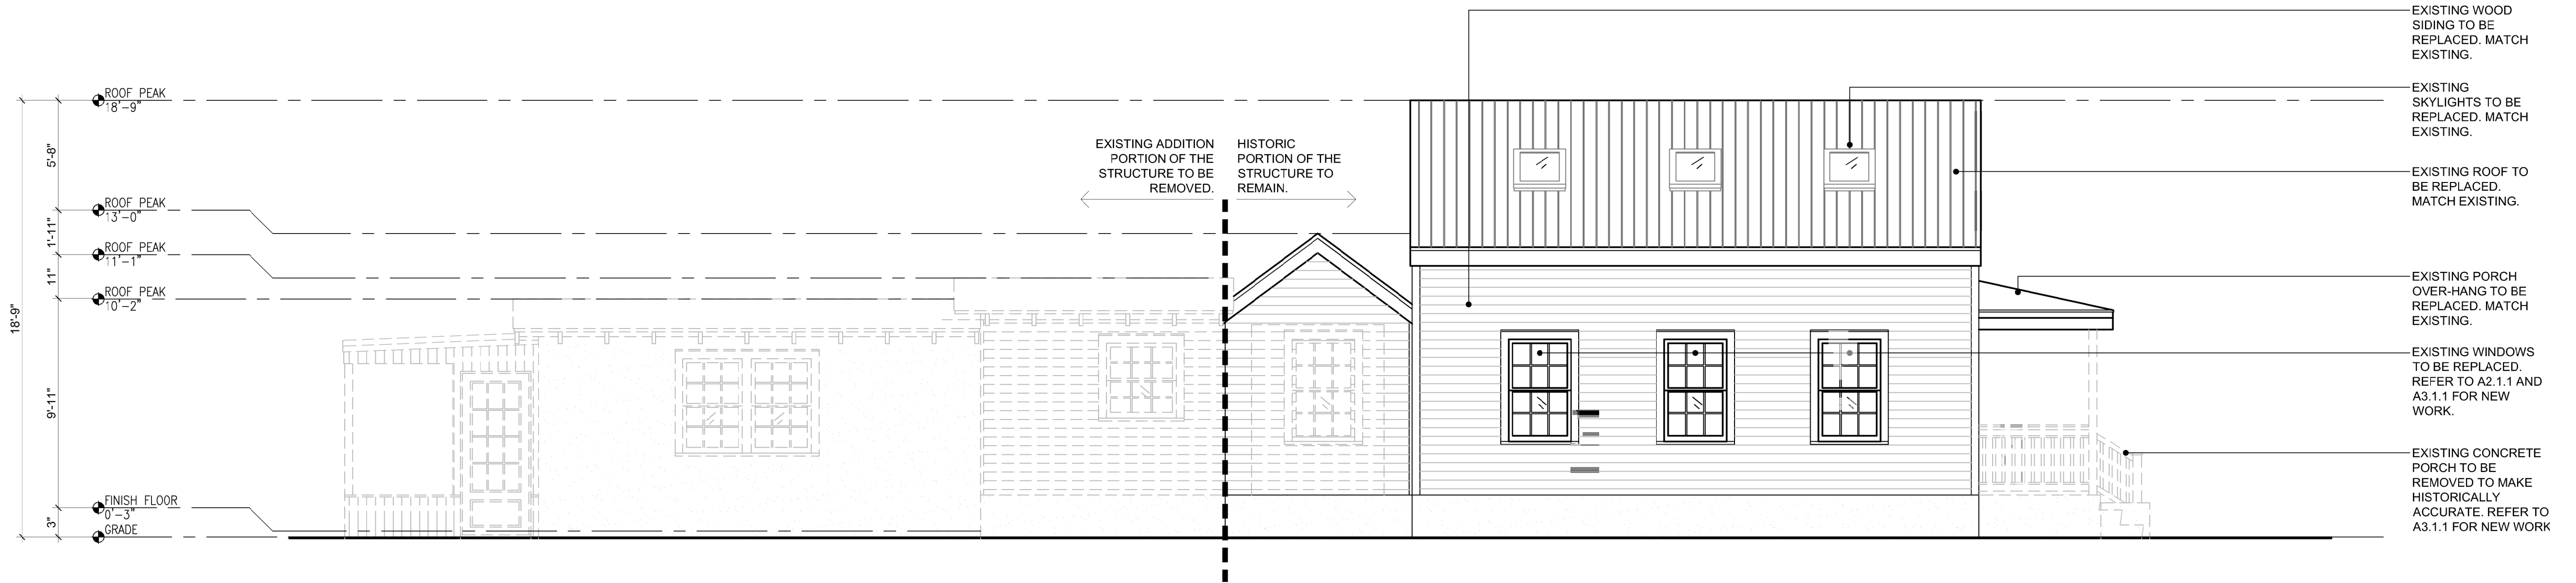 ROOF PEAK
18'-9"
ROOF PEAK
13'-0"
ROOF PEAK
11'-1"
ROOF PEAK
10'-2"
FINISH FLOOR
0'-3"
GRADE
18'-9"
5'-8"
1'-11"
11"
9'-11"
3"
EXISTING ADDITION
PORTION OF THE
STRUCTURE TO BE
REMOVED.
HISTORIC
PORTION OF THE
STRUCTURE TO
REMAIN.
EXISTING WOOD
SIDING TO BE
REPLACED. MATCH
EXISTING.
EXISTING
SKYLIGHTS TO BE
REPLACED. MATCH
EXISTING.
EXISTING ROOF TO
BE REPLACED.
MATCH EXISTING.
EXISTING PORCH
OVER-HANG TO BE
REPLACED. MATCH
EXISTING.
EXISTING WINDOWS
TO BE REPLACED.
REFER TO A2.1.1 AND
A3.1.1 FOR NEW
WORK.
EXISTING CONCRETE
PORCH TO BE
REMOVED TO MAKE
HISTORICALLY
ACCURATE. REFER TO
A3.1.1 FOR NEW WORK